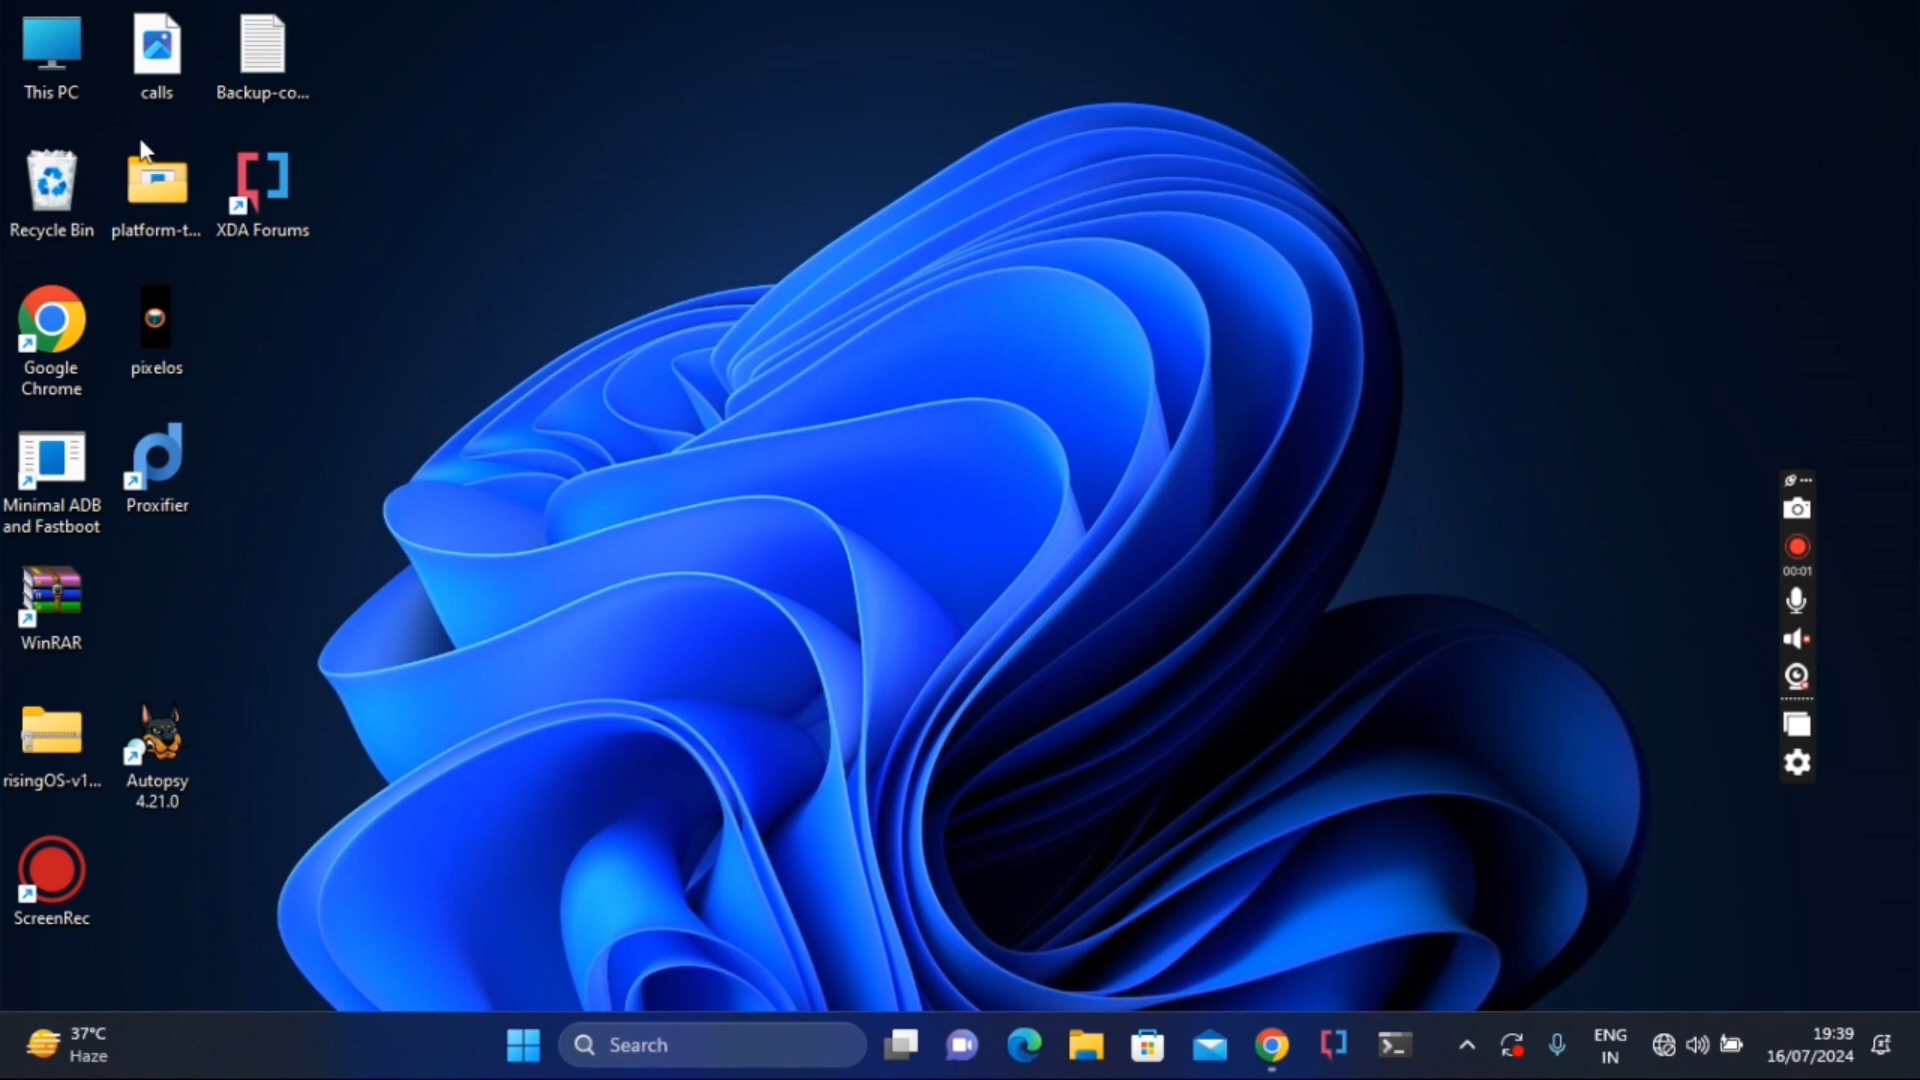 This PC
calls
Backup-co...
Recycle Bin
platform-t...
XDA Forums
Google
Chrome
pixelos
Minimal ADB
and Fastboot
Proxifier
WinRAR
risingOS-v1...
Autopsy
4.21.0
ScreenRec
00:01
37°C
Haze
Search
ENG
IN
19:39
16/07/2024